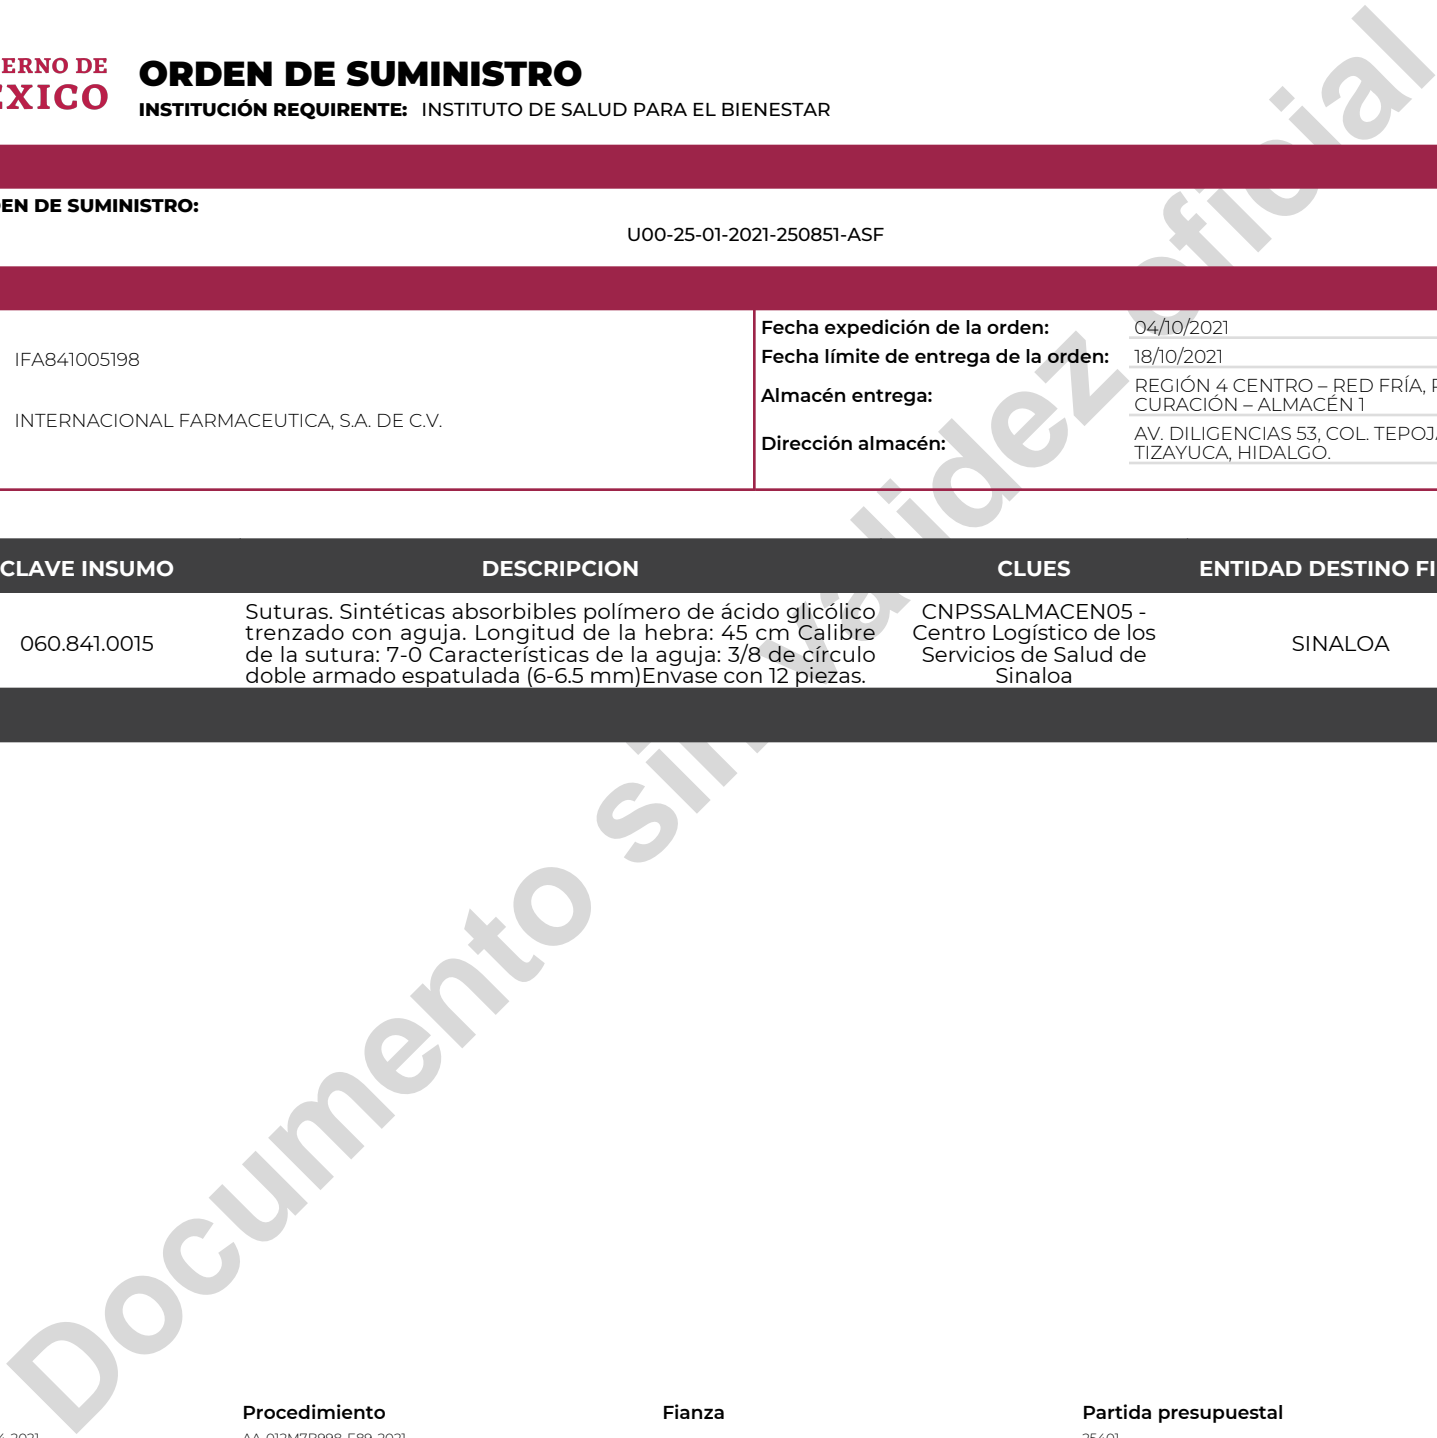 ERNO DE
ORDEN DE SUMINISTRO
INSTITUCIÓN REQUIRENTE: INSTITUTO DE SALUD PARA EL BIENESTAR
EN DE SUMINISTRO:
U00-25-01-2021-250851-ASF
IFA841005198
INTERNACIONAL FARMACEUTICA, S.A. DE C.V.
Fecha expedición de la orden: 04/10/2021
Fecha límite de entrega de la orden: 18/10/2021
Almacén entrega: REGIÓN 4 CENTRO – RED FRÍA,
CURACIÓN – ALMACÉN 1
Dirección almacén: AV. DILIGENCIAS 53, COL.
TIZAYUCA, HIDALGO.
CLAVE INSUMO DESCRIPCION CLUES ENTIDAD DESTINO
060.841.0015
Suturas. Sintéticas absorbibles polímero de ácido glicólico
trenzado con aguja. Longitud de la hebra: 45 cm Calibre
de la sutura: 7-0 Características de la aguja: 3/8 de círculo
doble armado espatulada (6-6.5 mm)Envase con 12 piezas.
CNPSSALMACEN05 -
Centro Logístico de los
Servicios de Salud de
Sinaloa
SINALOA
Documento sin validez oficial
Procedimiento Fianza Partida presupuestal